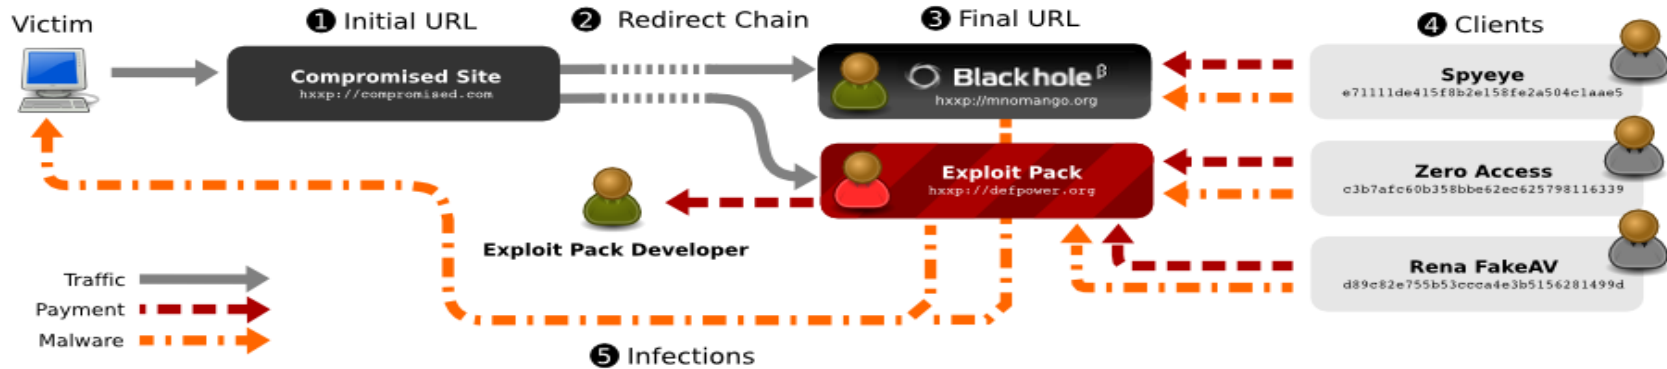 Victim
❶ Initial URL
❷ Redirect Chain
❸ Final URL
❹ Clients
Compromised Site
hxxp://compromised.com
Blackhole β
hxxp://mnomango.org
Spyeye
e71111de415f8b2e158fe2a504c1aae5
Exploit Pack
hxxp://defpower.org
Zero Access
c3b7afc60b358bbe62ec625798116339
Exploit Pack Developer
Rena FakeAV
d89c82e755b53ccca4e3b5156281499d
Traffic
Payment
Malware
❺ Infections